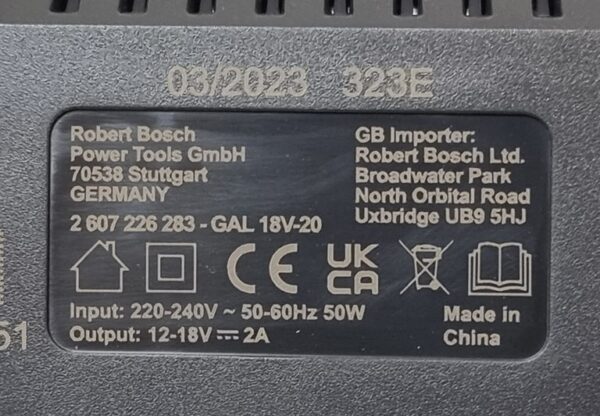 03/2023 323E
Robert Bosch
Power Tools GmbH
70538 Stuttgart
GERMANY
GB Importer:
Robert Bosch Ltd.
Broadwater Park
North Orbital Road
Uxbridge UB9 5HJ
2 607 226 283 - GAL 18V-20
CE UK
CA
Input: 220-240V ~ 50-60Hz 50W
Output: 12-18V ⎓ 2A
Made in
China
51